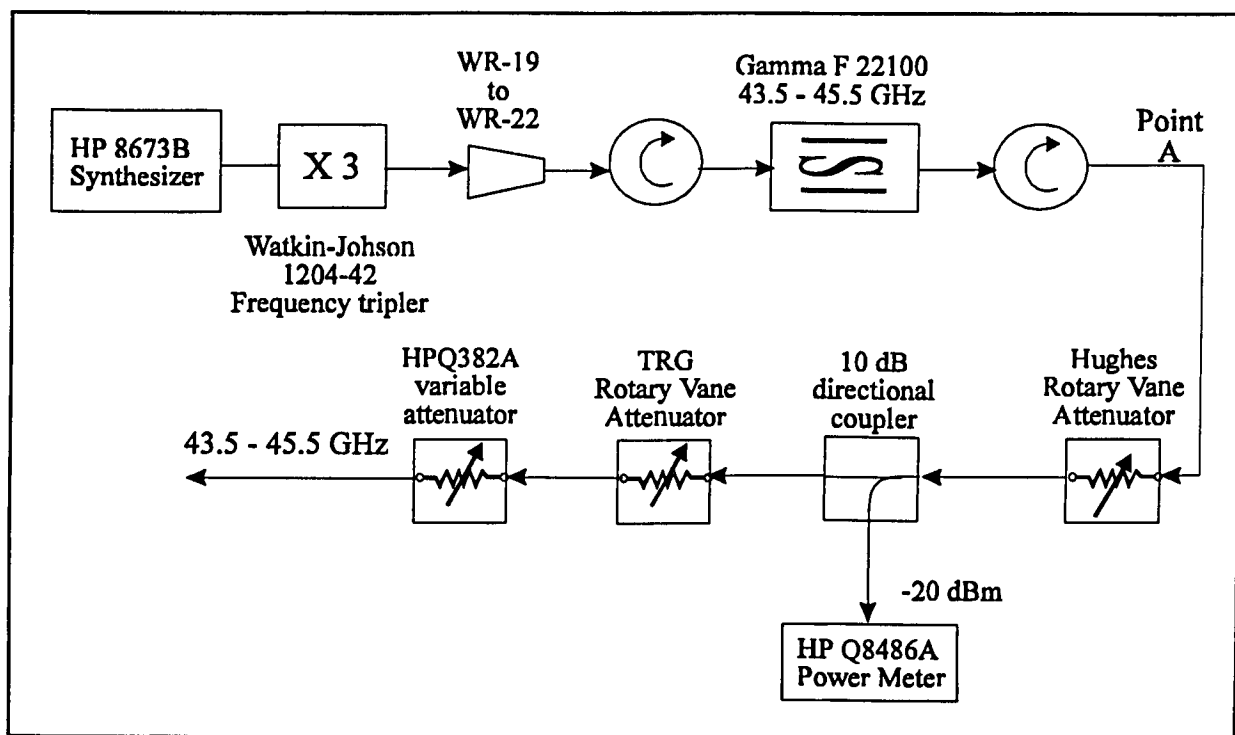 WR-19
to
WR-22
Gamma F 22100
43.5 - 45.5 GHz
Point
A
HP 8673B
Synthesizer
X 3
Watkin-Johson
1204-42
Frequency tripler
HPQ382A
variable
attenuator
TRG
Rotary Vane
Attenuator
10 dB
directional
coupler
Hughes
Rotary Vane
Attenuator
43.5 - 45.5 GHz
-20 dBm
HP Q8486A
Power Meter